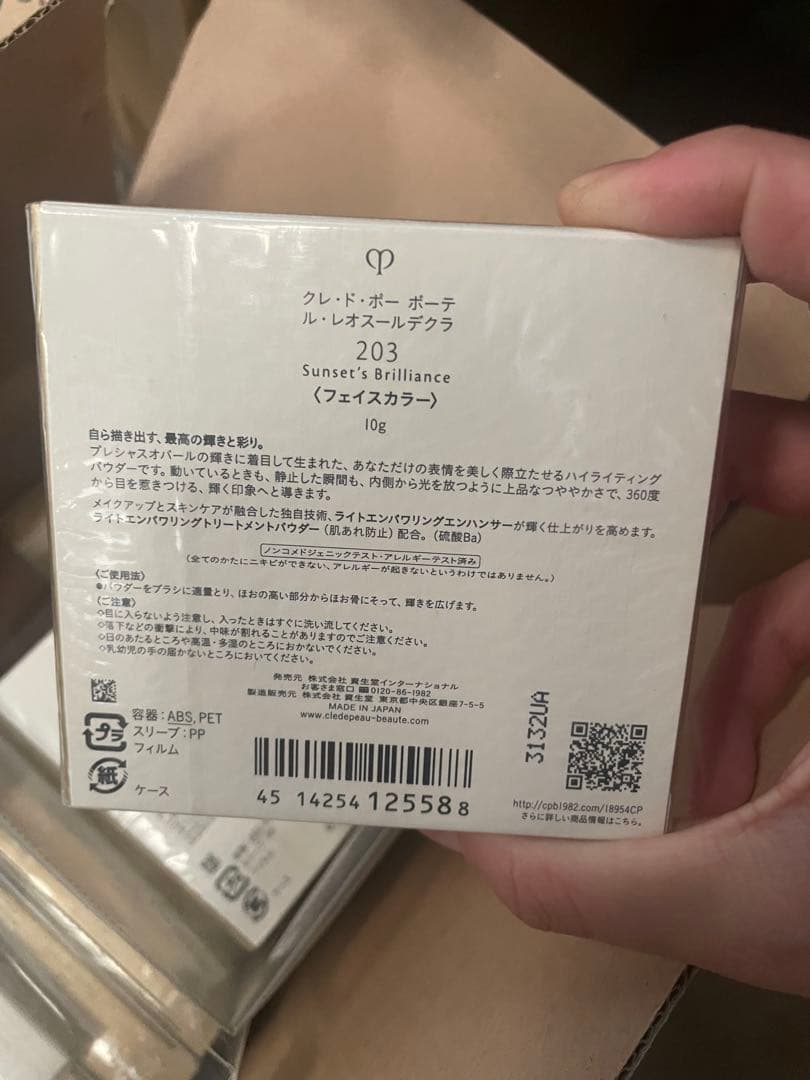 クレ・ド・ポー ボーテ
ル・レオスールデクラ
203
Sunset's Brilliance
〈フェイスカラー〉
10g
自ら描き出す、最高の輝きと彩り。
プレシャスオパールの輝きに着目して生まれた、あなただけの表情を美しく際立たせるハイライティング
パウダーです。動いているときも、静止した瞬間も、内側から光を放つように上品なつややかさで、360度
から目を惹きつける、輝く印象へと導きます。
メイクアップとスキンケアが融合した独自技術、ライトエンパワリングエンハンサーが輝く仕上がりを高めます。
ライトエンパワリングトリートメントパウダー（肌あれ防止）配合。（硫酸Ba）
ノンコメドジェニックテスト・アレルギーテスト済み
（全てのかたにニキビができない、アレルギーが起きないというわけではありません。）
〈ご使用法〉
●パウダーをブラシに適量とり、ほおの高い部分からほお骨にそって、輝きを広げます。
〈ご注意〉
◇目に入らないよう注意し、入ったときはすぐに洗い流してください。
◇落下などの衝撃により、中味が割れることがありますのでご注意ください。
◇日のあたるところや高温・多湿のところにおかないでください。
◇乳幼児の手の届かないところにおいてください。
発売元 株式会社 資生堂インターナショナル
お客さま窓口 0120-86-1982
製造販売元 株式会社 資生堂 東京都中央区銀座7-5-5
MADE IN JAPAN
www.cledepeau-beaute.com
プラ
容器：ABS, PET
スリーブ：PP
フィルム
紙
ケース
45 14254 12558 8
3132UA
http://cpb1982.com/18954CP
さらに詳しい商品情報はこちら。